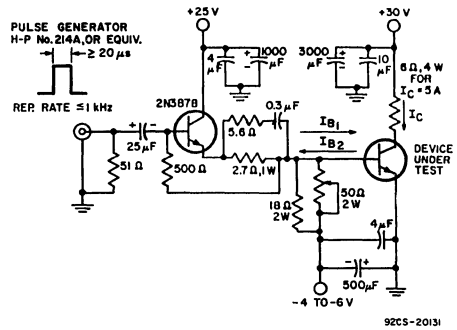 PULSE GENERATOR
H-P No. 214A, OR EQUIV.
≥ 20 μs
REP. RATE ≤ 1 kHz
+25 V
+30 V
4
μF
1000
μF
3000
μF
10
μF
6 Ω, 4 W
FOR
IC = 5 A
IC
2N3878
0.3 μF
5.6 Ω
IB1
IB2
DEVICE
UNDER
TEST
25 μF
51 Ω
500 Ω
2.7 Ω, 1 W
18 Ω
2 W
50 Ω
2 W
4 μF
500 μF
-4 TO -6 V
92CS-20131